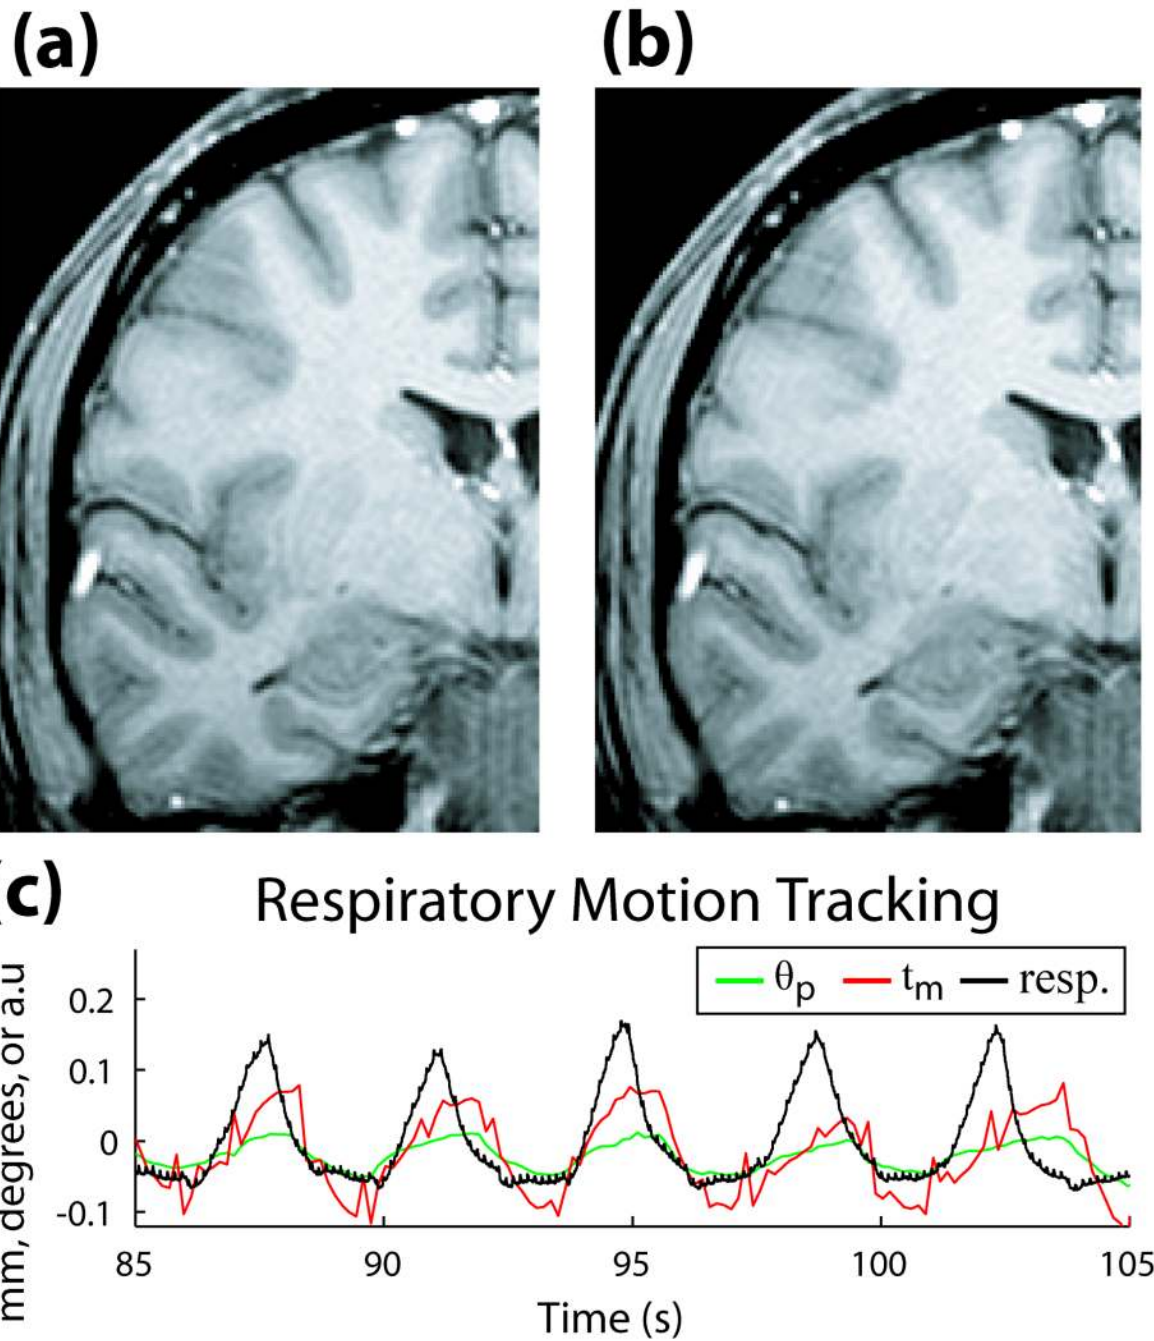 (a)
(b)
(c)
Respiratory Motion Tracking
θp tm resp.
mm, degrees, or a.u
0.2
0.1
0
-0.1
85 90 95 100 105
Time (s)